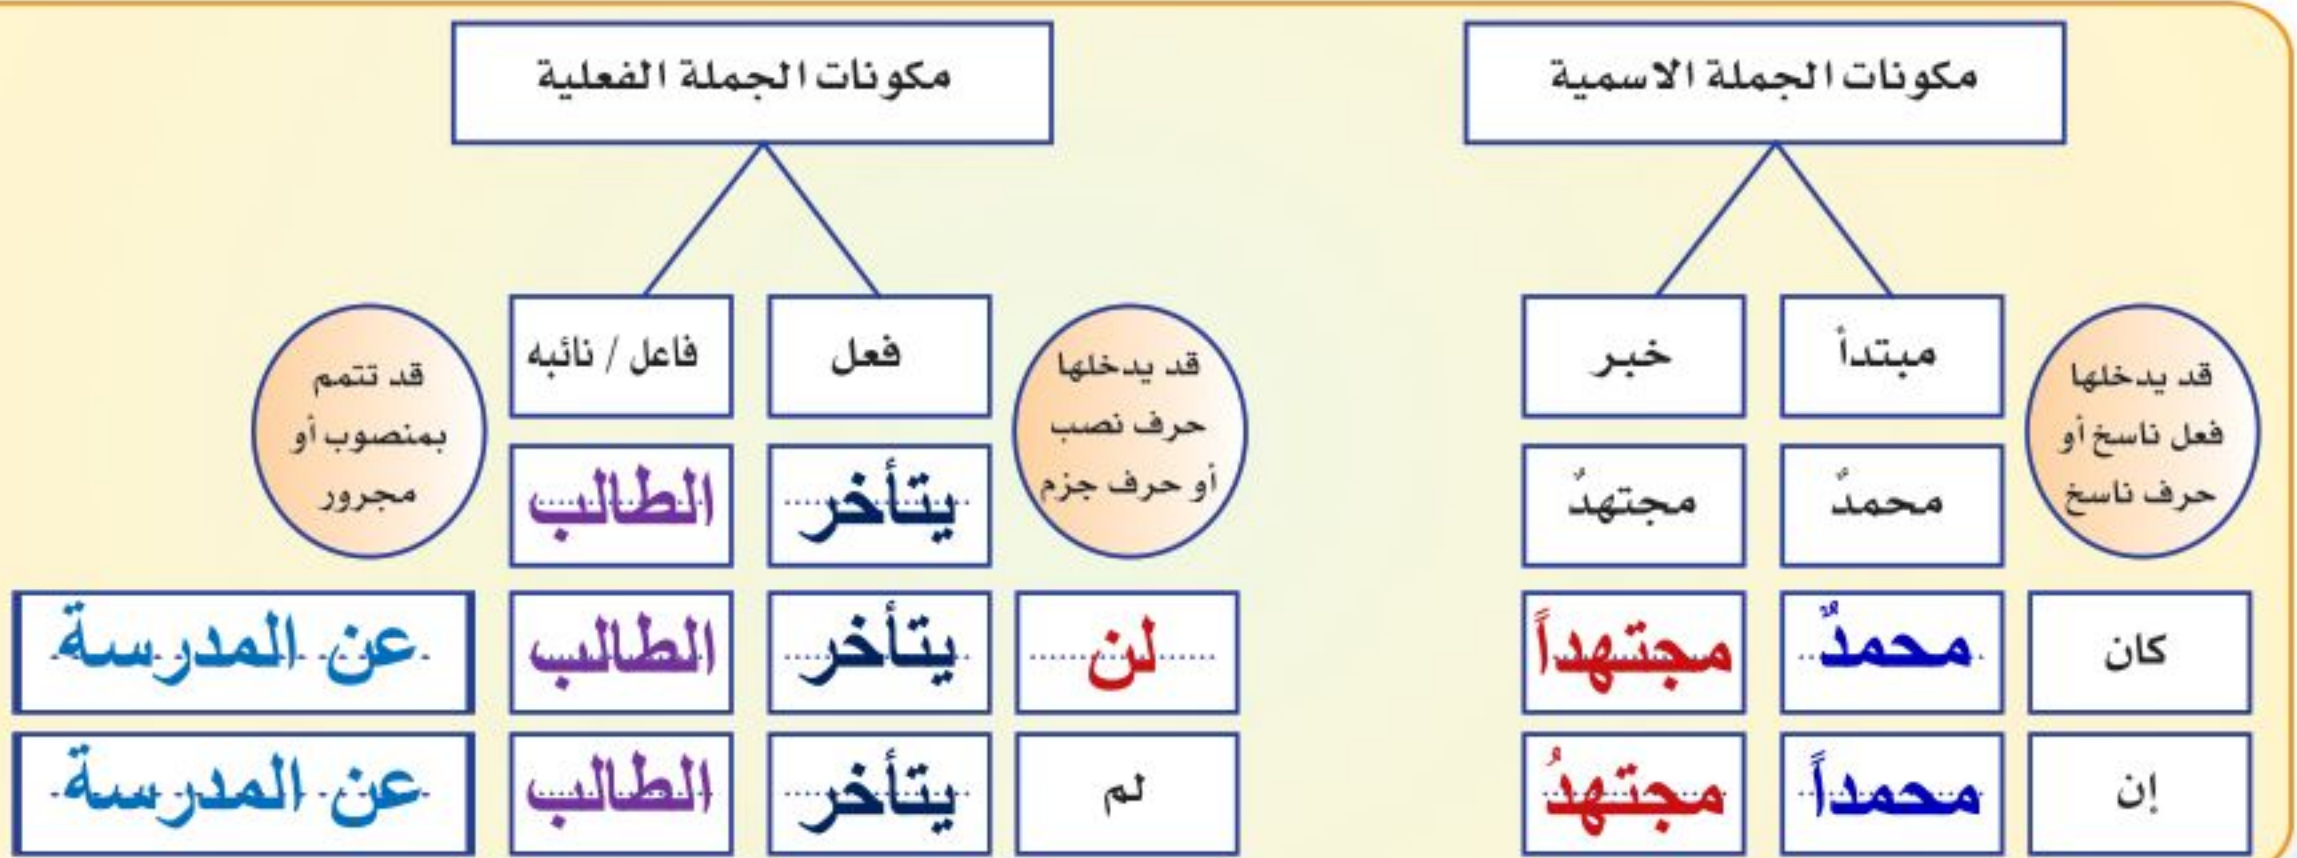 مكونات الجملة الاسمية
مكونات الجملة الفعلية
قد يدخلها
فعل ناسخ أو
حرف ناسخ
مبتدأ
خبر
محمدٌ
مجتهدٌ
كان
محمدٌ
مجتهداً
إن
محمداً
مجتهدُ
قد يدخلها
حرف نصب
أو حرف جزم
فعل
فاعل / نائبه
قد تتمم
بمنصوب أو
مجرور
يتأخر
الطالب
لن
يتأخر
الطالب
عن المدرسة
لم
يتأخر
الطالب
عن المدرسة